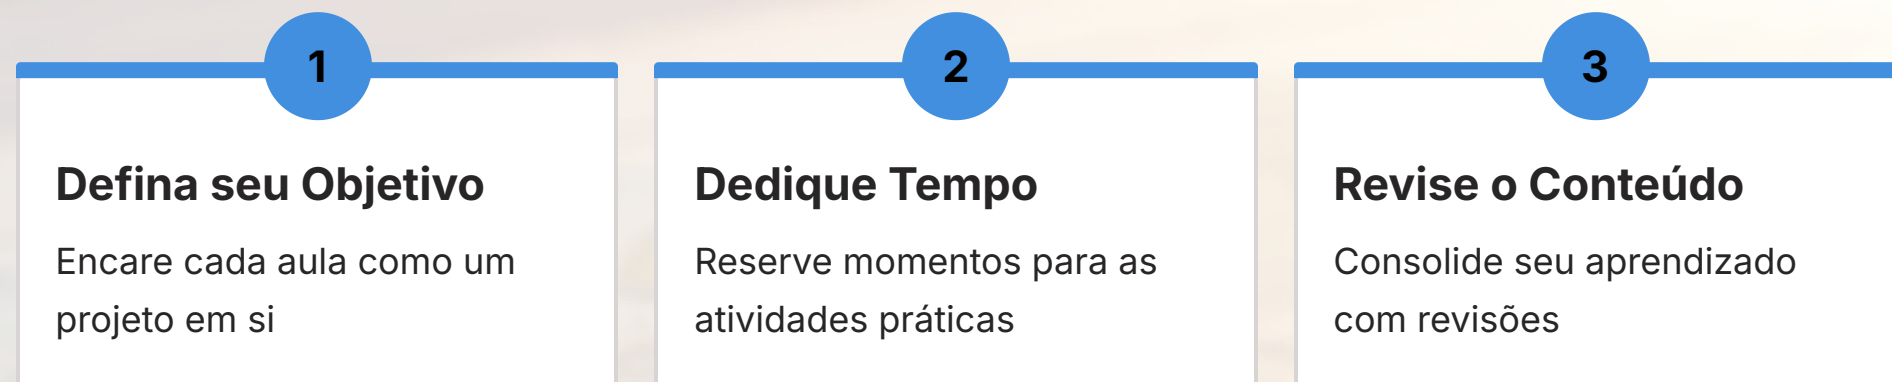 1
Defina seu Objetivo
Encare cada aula como um
projeto em si
2
Dedique Tempo
Reserve momentos para as
atividades práticas
3
Revise o Conteúdo
Consolide seu aprendizado
com revisões